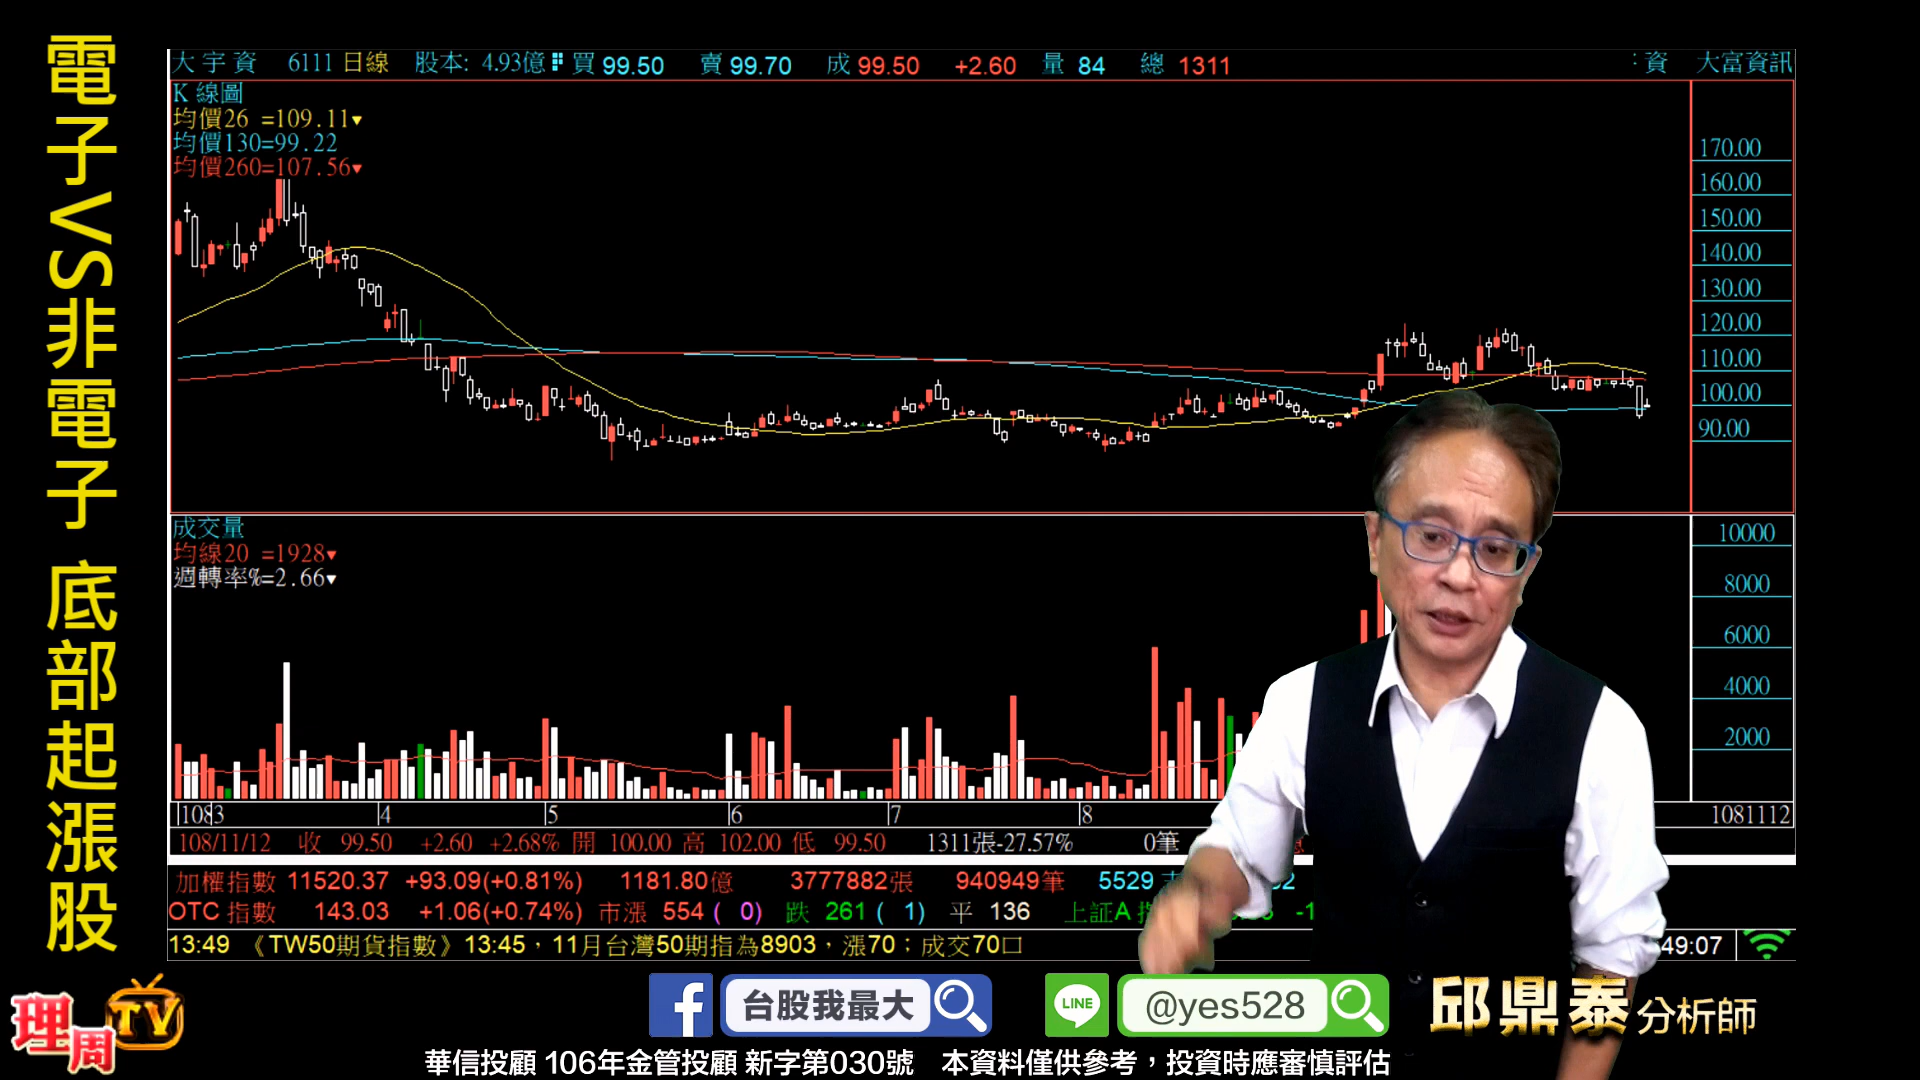 電子VS非電子 底部起漲股
大宇資 6111 日線 股本: 4.93億 買 99.50 賣 99.70 成 99.50 +2.60 量 84 總 1311 :資 大富資訊
K 線圖
均價26 =109.11▼
均價130=99.22
均價260=107.56▼
170.00
160.00
150.00
140.00
130.00
120.00
110.00
100.00
90.00
成交量
均線20 =1928▼
週轉率%=2.66▼
10000
8000
6000
4000
2000
1083 4 5 6 7 8 1081112
108/11/12 收 99.50 +2.60 +2.68% 開 100.00 高 102.00 低 99.50 1311張-27.57% 0筆
加權指數 11520.37 +93.09(+0.81%) 1181.80億 3777882張 940949筆 5529
OTC 指數 143.03 +1.06(+0.74%) 市漲 554 ( 0) 跌 261 ( 1) 平 136 上証A
13:49 《TW50期貨指數》13:45，11月台灣50期指為8903，漲70；成交70口 49:07
理周TV
台股我最大
LINE @yes528
邱鼎泰 分析師
華信投顧 106年金管投顧 新字第030號 本資料僅供參考，投資時應審慎評估